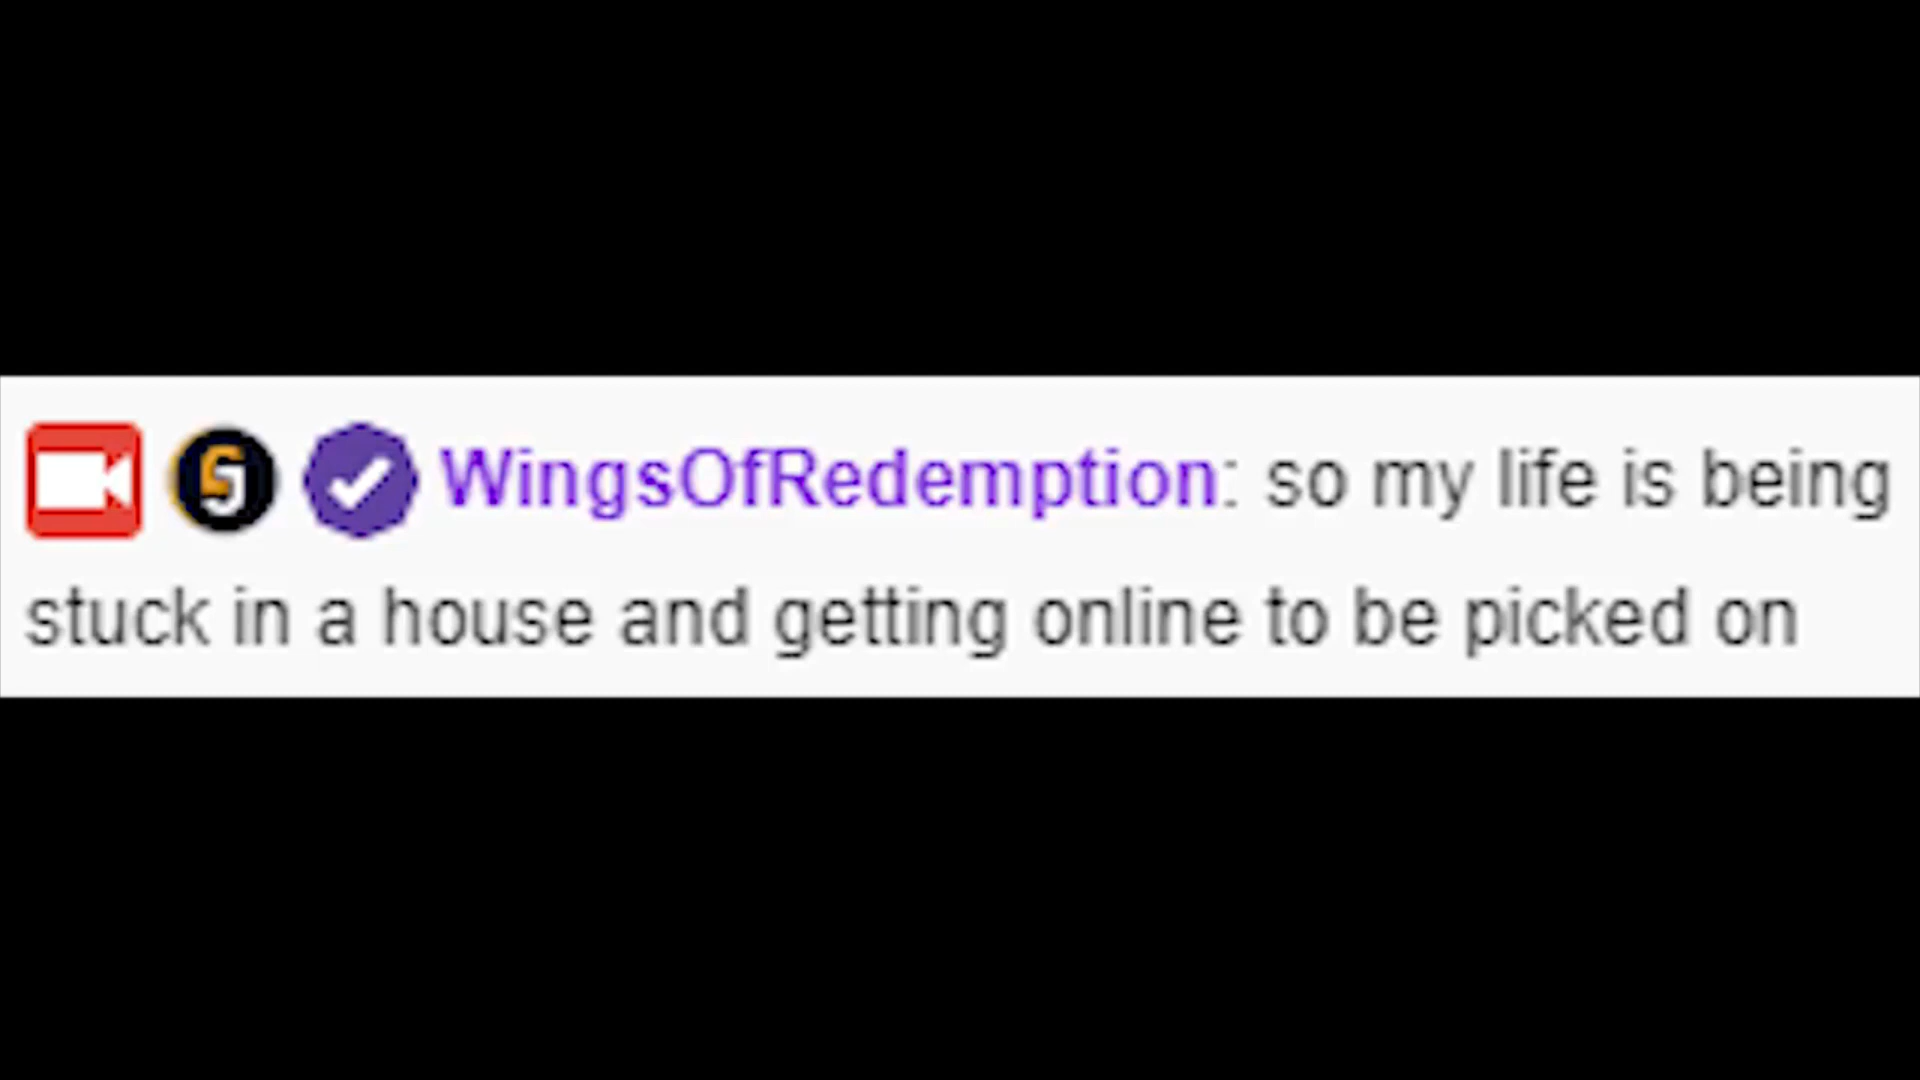 WingsOfRedemption: so my life is being
stuck in a house and getting online to be picked on